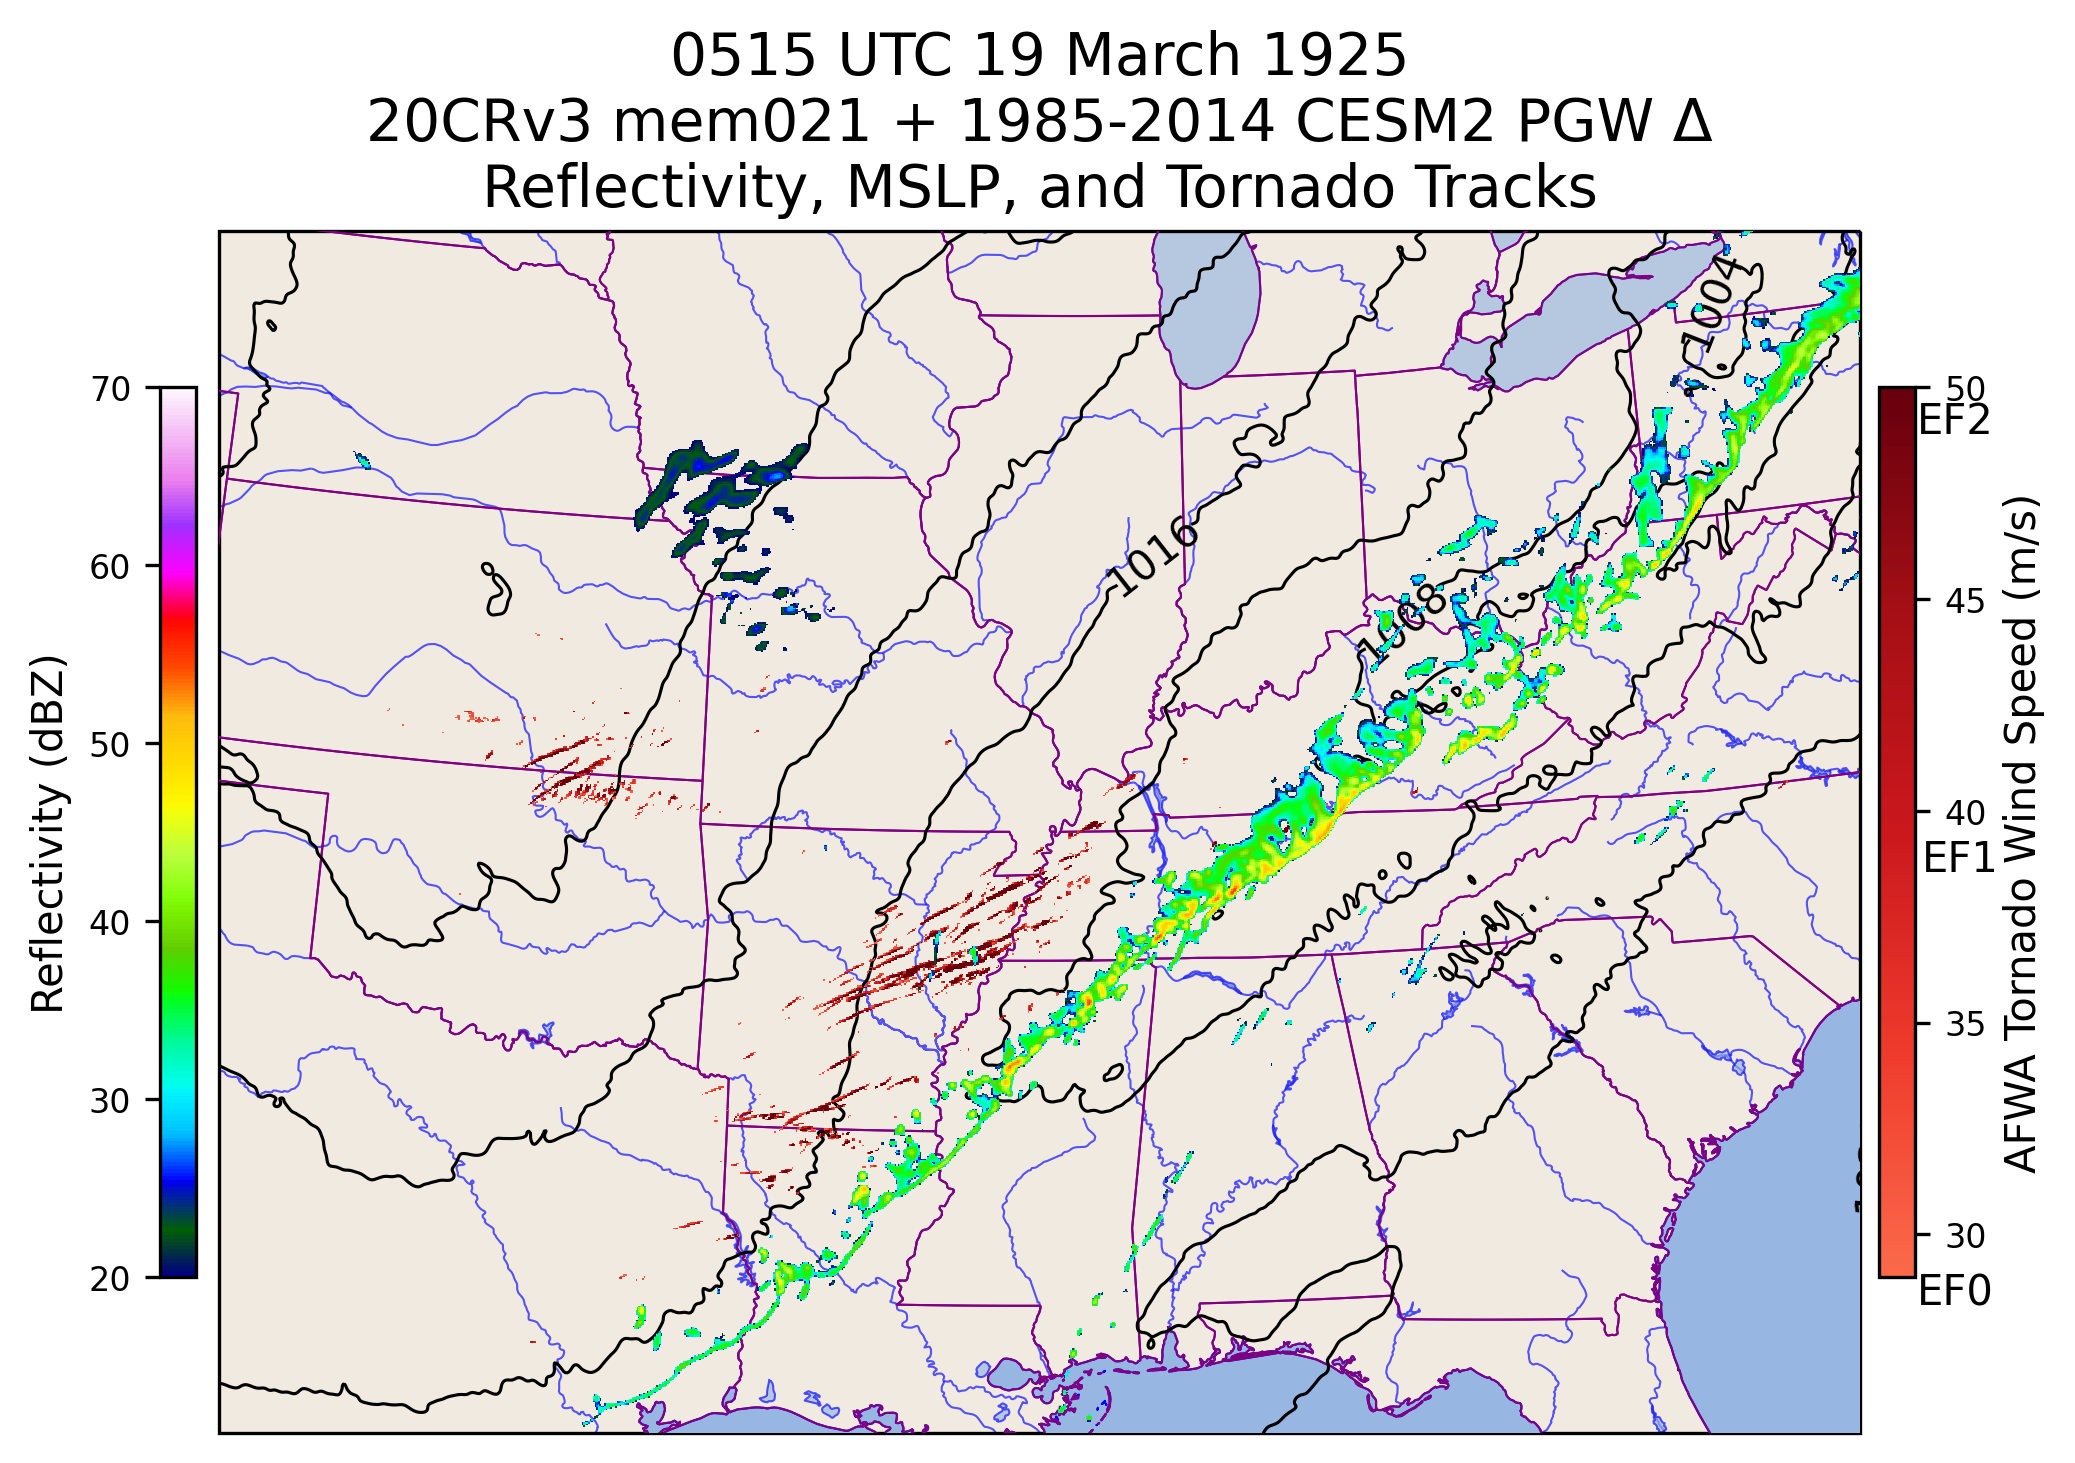 0515 UTC 19 March 1925
20CRv3 mem021 + 1985-2014 CESM2 PGW Δ
Reflectivity, MSLP, and Tornado Tracks
Reflectivity (dBZ)
70
60
50
40
30
20
1004
1016
1008
50
EF2
45
40
EF1
35
30
EF0
AFWA Tornado Wind Speed (m/s)